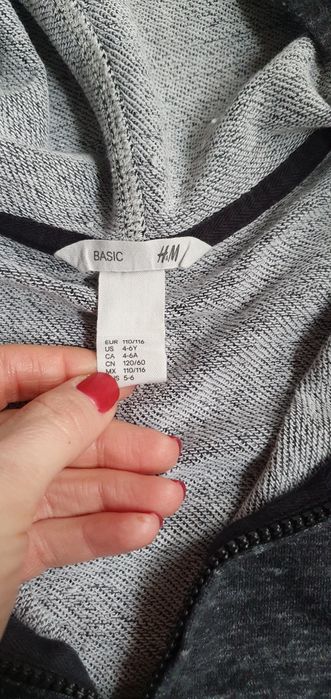 BASIC H&M
EUR 110/116
US 4-6Y
CA 4-6A
CN 120/60
MX 110/116
5-6